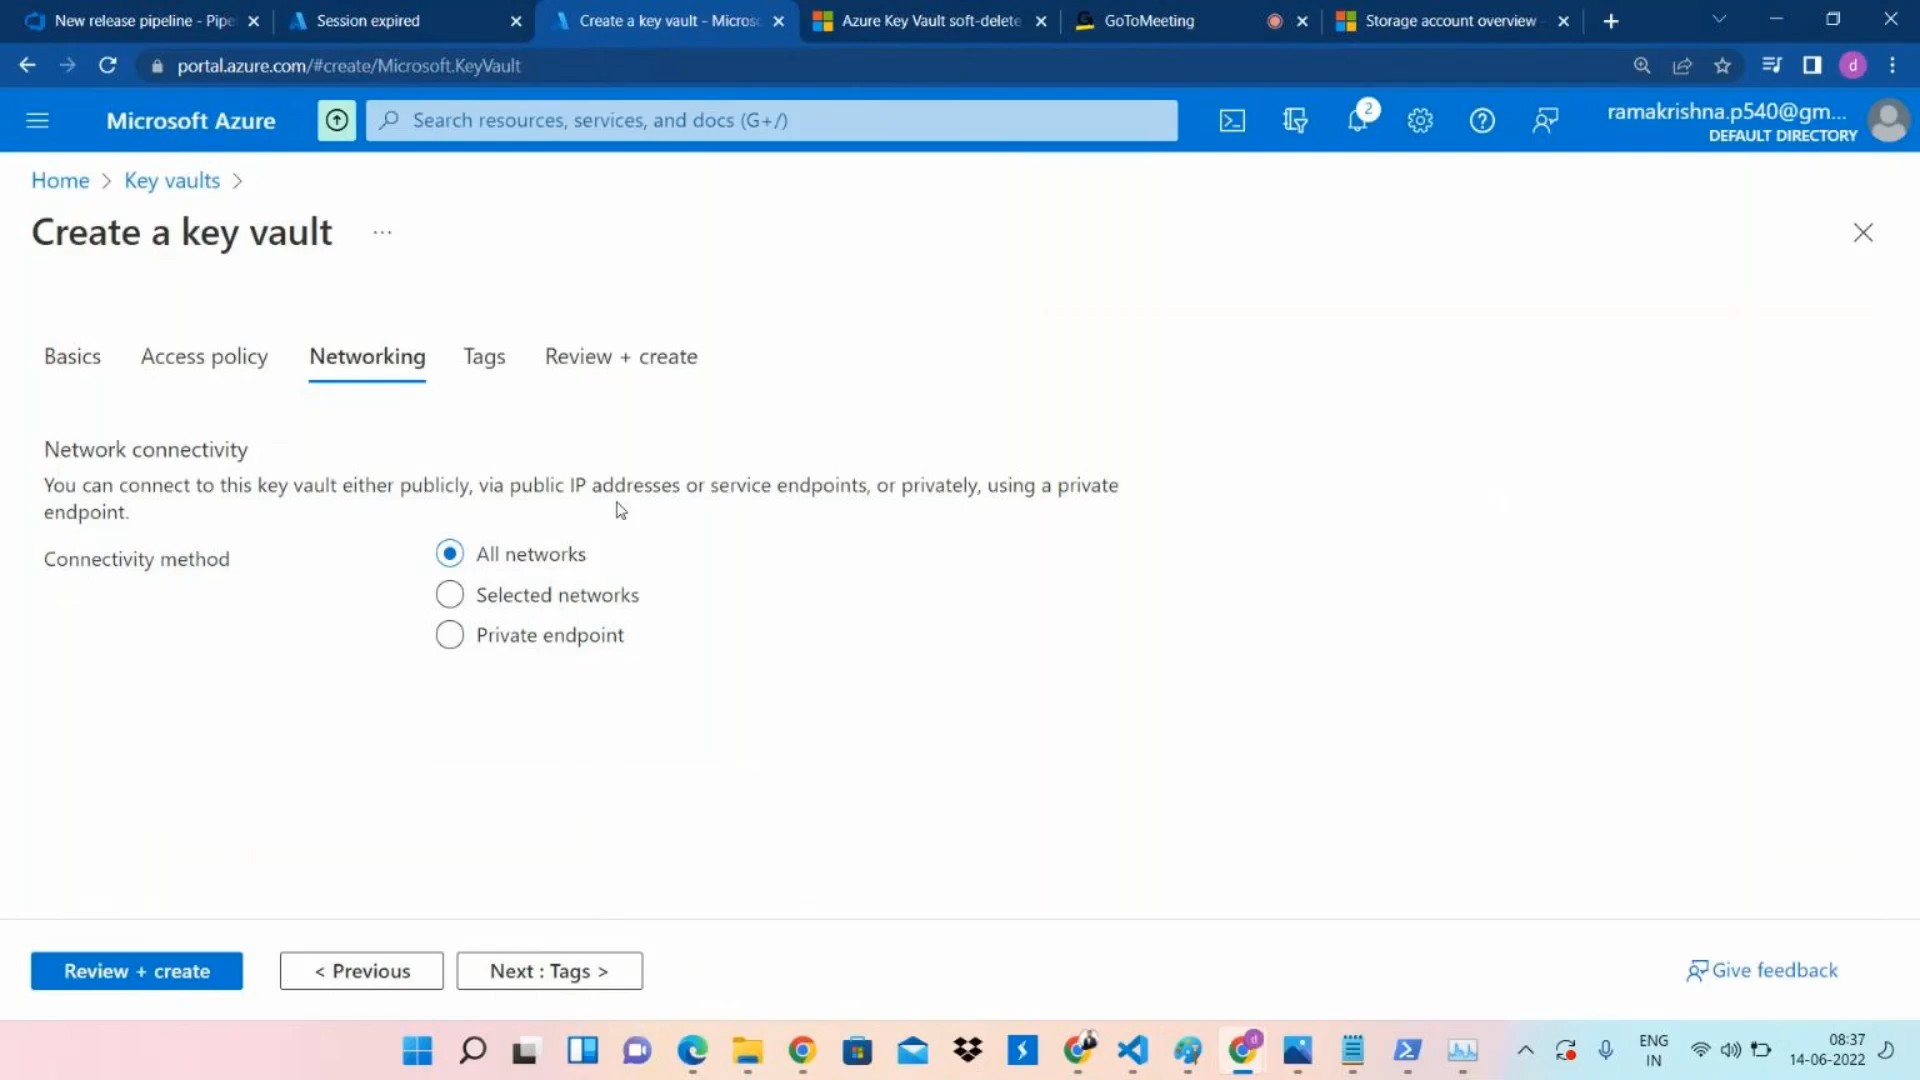 New release pipeline - Pipe
Session expired
Create a key vault - Micros
Azure Key Vault soft-delete
GoToMeeting
Storage account overview
portal.azure.com/#create/Microsoft.KeyVault
d
Microsoft Azure
Search resources, services, and docs (G+/)
2
ramakrishna.p540@gm...
DEFAULT DIRECTORY
Home > Key vaults >
Create a key vault ...
Basics
Access policy
Networking
Tags
Review + create
Network connectivity
You can connect to this key vault either publicly, via public IP addresses or service endpoints, or privately, using a private
endpoint.
Connectivity method
All networks
Selected networks
Private endpoint
Review + create
< Previous
Next : Tags >
Give feedback
d
ENG
IN
08:37
14-06-2022